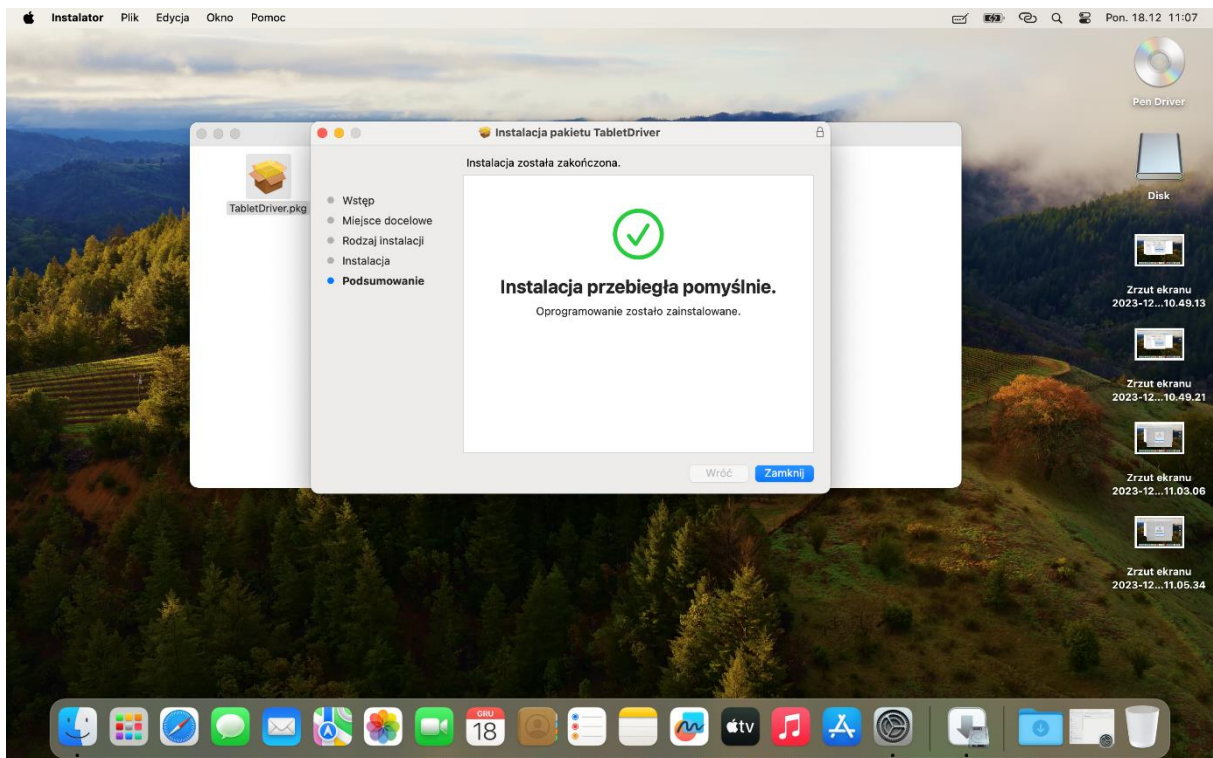 Instalator Plik Edycja Okno Pomoc
Pon. 18.12 11:07
Pen Driver
Disk
Zrzut ekranu
2023-12...10.49.13
Zrzut ekranu
2023-12...10.49.21
Zrzut ekranu
2023-12...11.03.06
Zrzut ekranu
2023-12...11.05.34
TabletDriver.pkg
Instalacja pakietu TabletDriver
Instalacja została zakończona.
Wstęp
Miejsce docelowe
Rodzaj instalacji
Instalacja
Podsumowanie
Instalacja przebiegła pomyślnie.
Oprogramowanie zostało zainstalowane.
Wróć Zamknij
GRU
18
tv